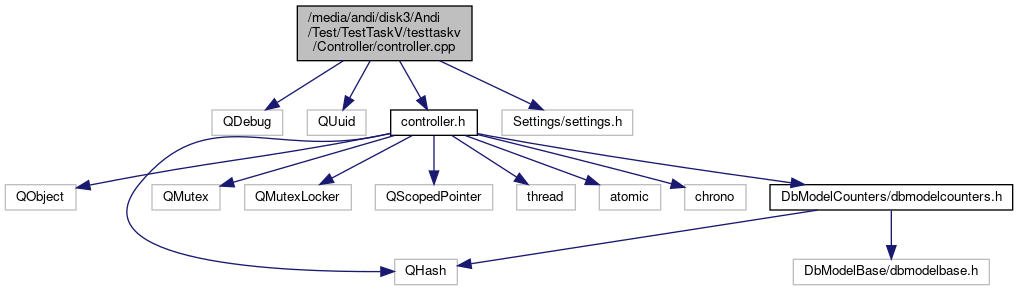 /media/andi/disk3/Andi
/Test/TestTaskV/testtaskv
/Controller/controller.cpp
QDebug
QUuid
controller.h
Settings/settings.h
QObject
QMutex
QMutexLocker
QScopedPointer
thread
atomic
chrono
DbModelCounters/dbmodelcounters.h
QHash
DbModelBase/dbmodelbase.h